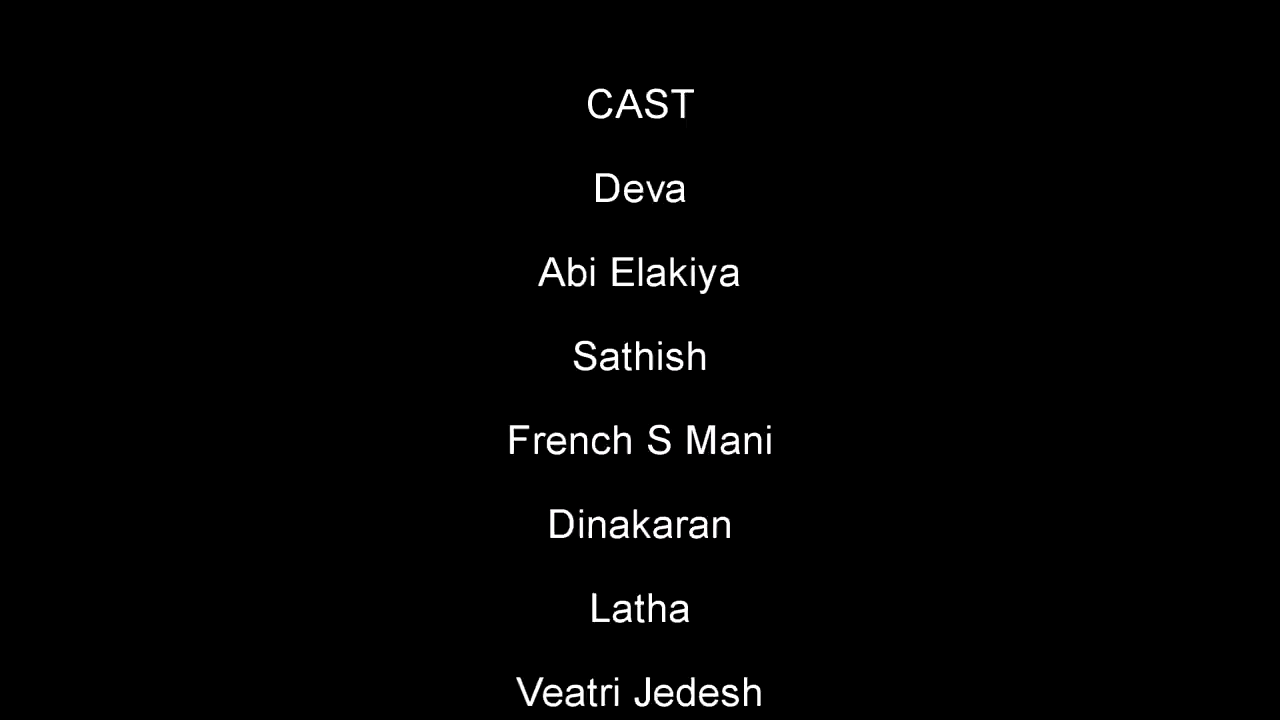 CAST
Deva
Abi Elakiya
Sathish
French S Mani
Dinakaran
Latha
Veatri Jedesh